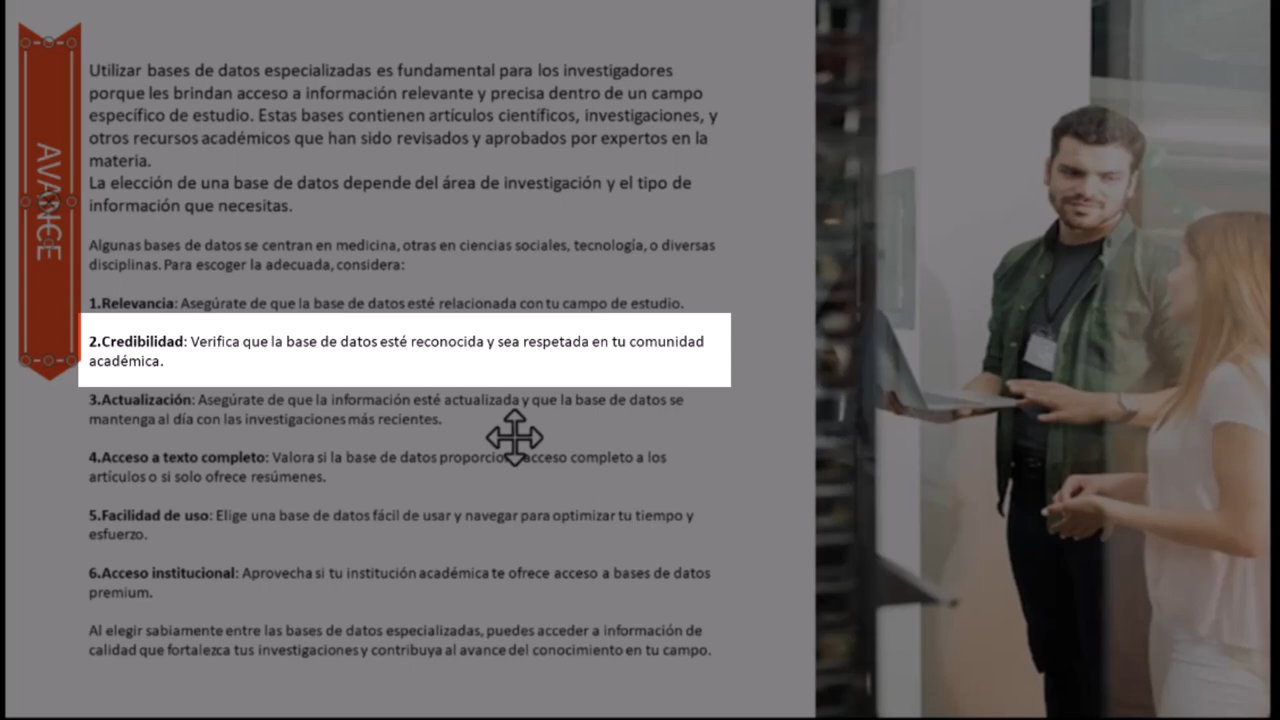 AVANCE
Utilizar bases de datos especializadas es fundamental para los investigadores
porque les brindan acceso a información relevante y precisa dentro de un campo
específico de estudio. Estas bases contienen artículos científicos, investigaciones, y
otros recursos académicos que han sido revisados y aprobados por expertos en la
materia.
La elección de una base de datos depende del área de investigación y el tipo de
información que necesitas.
Algunas bases de datos se centran en medicina, otras en ciencias sociales, tecnología, o diversas
disciplinas. Para escoger la adecuada, considera:
1.Relevancia: Asegúrate de que la base de datos esté relacionada con tu campo de estudio.
2.Credibilidad: Verifica que la base de datos esté reconocida y sea respetada en tu comunidad
académica.
3.Actualización: Asegúrate de que la información esté actualizada y que la base de datos se
mantenga al día con las investigaciones más recientes.
4.Acceso a texto completo: Valora si la base de datos acceso completo a los
artículos o si solo ofrece resúmenes.
5.Facilidad de uso: Elige una base de datos fácil de usar y navegar para optimizar tu tiempo y
esfuerzo.
6.Acceso institucional: Aprovecha si tu institución académica te ofrece acceso a bases de datos
premium.
Al elegir sabiamente entre las bases de datos especializadas, puedes acceder a información de
calidad que fortalezca tus investigaciones y contribuya al avance del conocimiento en tu campo.